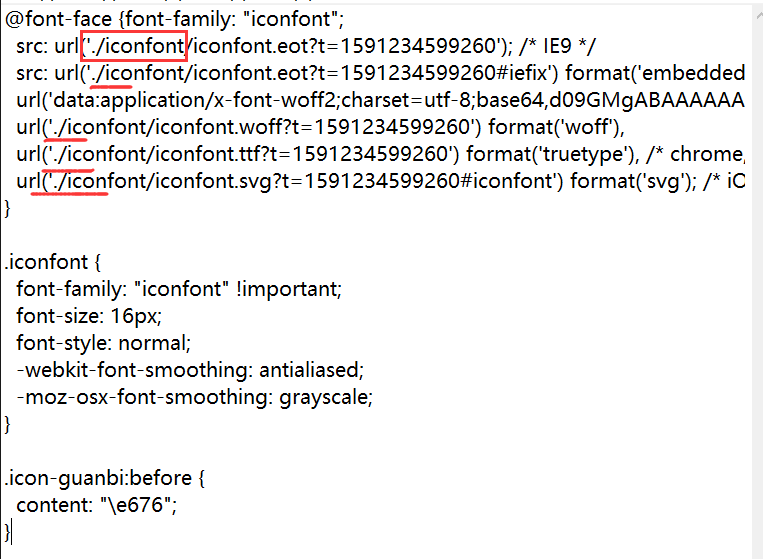 @font-face {font-family: "iconfont";
src: url('./iconfont/iconfont.eot?t=1591234599260'); /* IE9 */
src: url('./iconfont/iconfont.eot?t=1591234599260#iefix') format('embedded
url('data:application/x-font-woff2;charset=utf-8;base64,d09GMgABAAAAAA
url('./iconfont/iconfont.woff?t=1591234599260') format('woff'),
url('./iconfont/iconfont.ttf?t=1591234599260') format('truetype'), /* chrome,
url('./iconfont/iconfont.svg?t=1591234599260#iconfont') format('svg'); /* iO
}
.iconfont {
font-family: "iconfont" !important;
font-size: 16px;
font-style: normal;
-webkit-font-smoothing: antialiased;
-moz-osx-font-smoothing: grayscale;
}
.icon-guanbi:before {
content: "\e676";
}